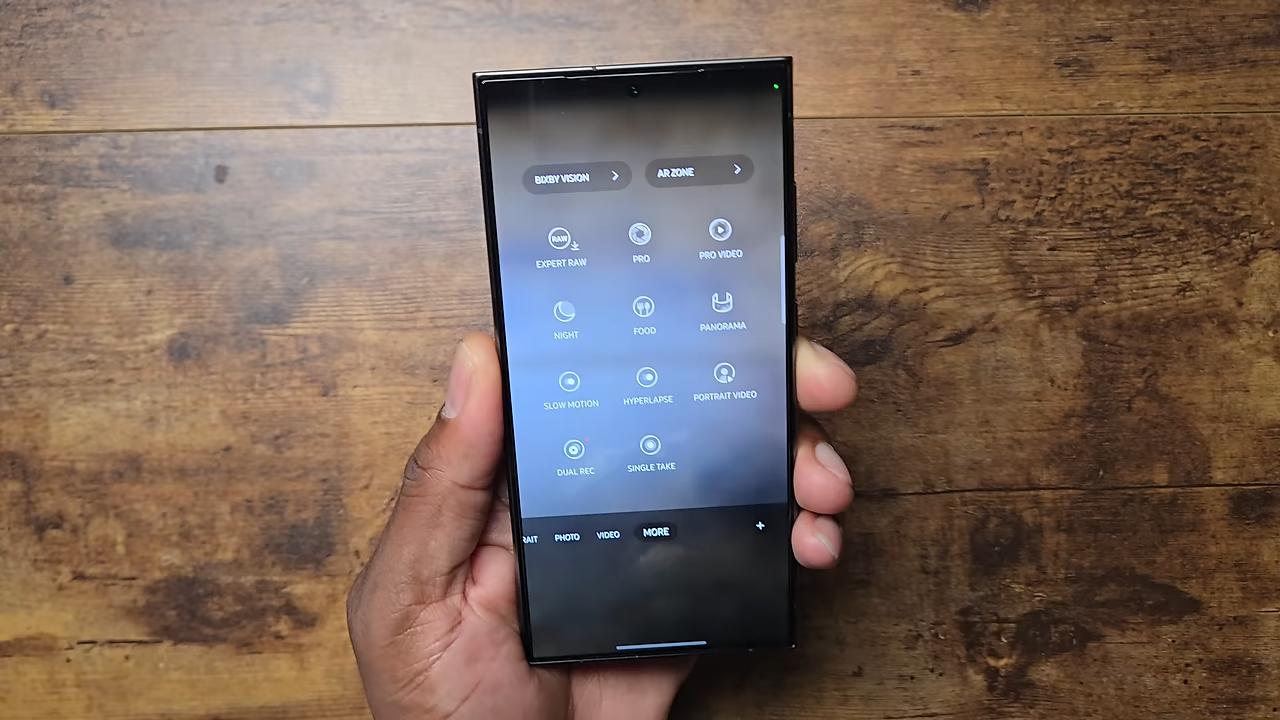 BIXBY VISION AR ZONE
RAW
EXPERT RAW PRO PRO VIDEO
NIGHT FOOD PANORAMA
SLOW MOTION HYPERLAPSE PORTRAIT VIDEO
DUAL REC SINGLE TAKE
RAIT PHOTO VIDEO MORE +